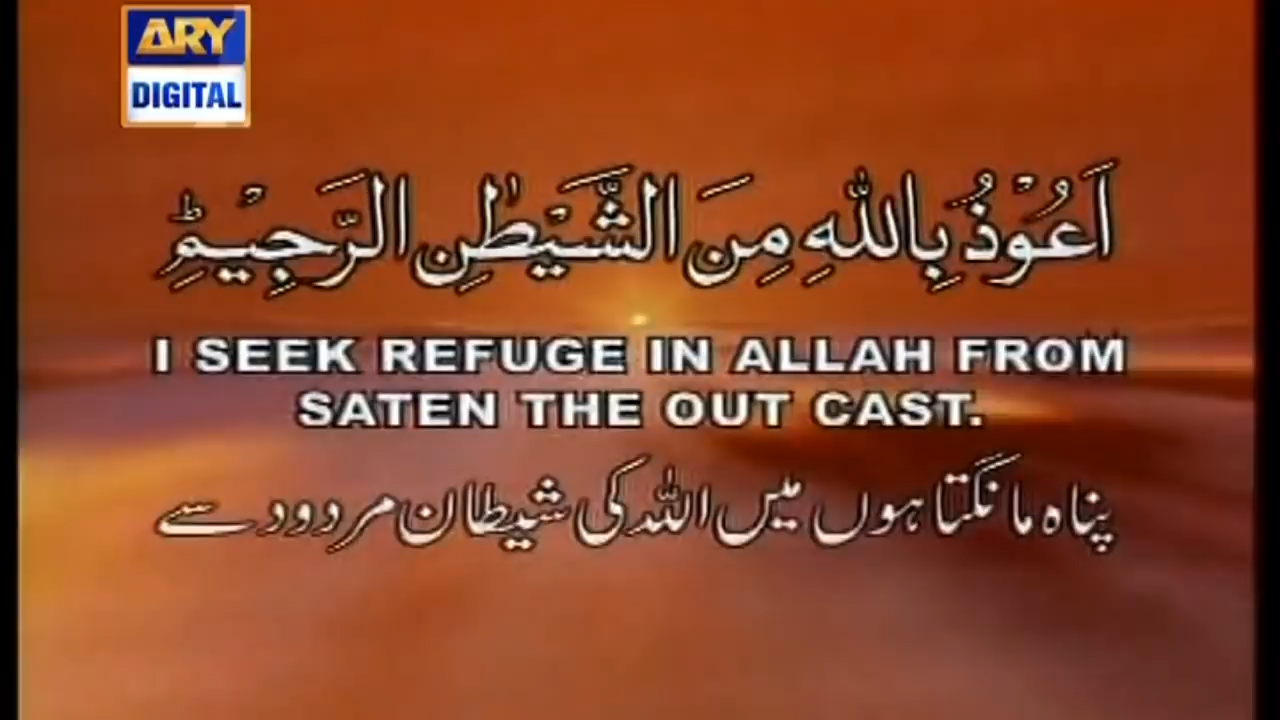 ARY
DIGITAL
اَعُوْذُ بِاللّٰهِ مِنَ الشَّيْطٰنِ الرَّجِيْمِؕ
I SEEK REFUGE IN ALLAH FROM
SATEN THE OUT CAST.
پناہ مانگتا ہوں میں اللہ کی شیطان مردود سے